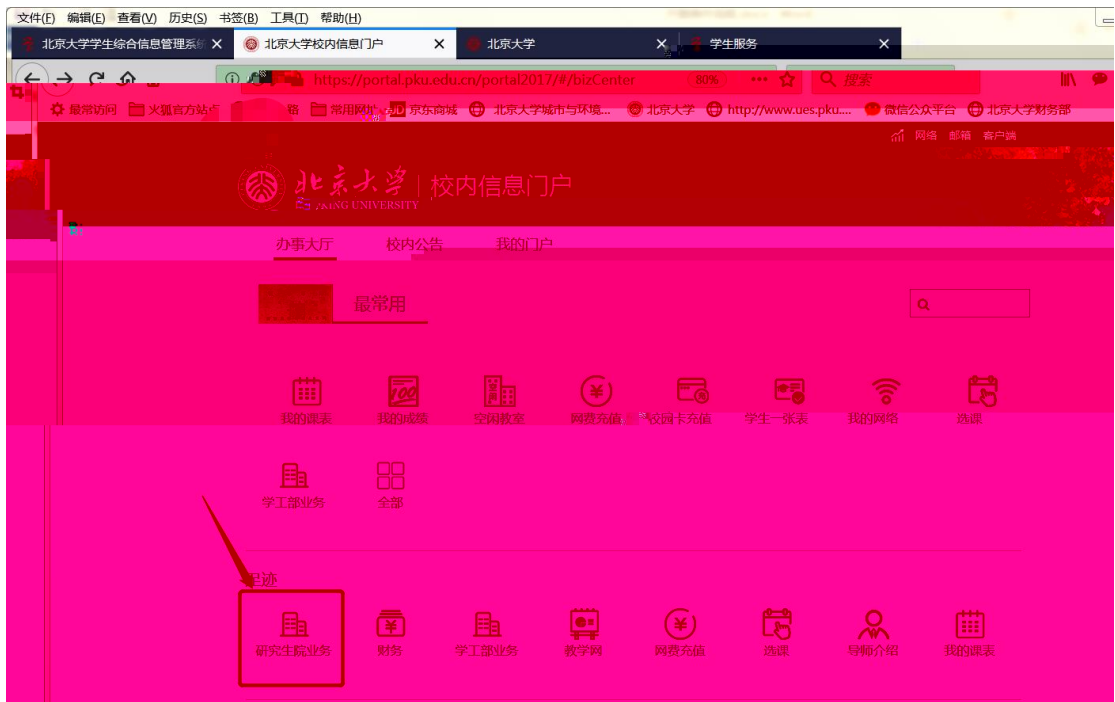 文件(F) 编辑(E) 查看(V) 历史(S) 书签(B) 工具(T) 帮助(H)
北京大学学生综合信息管理系统 北京大学校内信息门户 北京大学 学生服务
https://portal.pku.edu.cn/portal2017/#/bizCenter 80% 搜索
最常访问 火狐官方站点 常用网址 JD 京东商城 北京大学城市与环境... 北京大学 http://www.ues.pku.... 微信公众平台 北京大学财务部
网络 邮箱 客户端
北京大学 校内信息门户
UNIVERSITY
办事大厅 校内公告 我的门户
最常用
我的课表 我的成绩 空闲教室 网费充值 校园卡充值 学生一张表 我的网络 选课
学工部业务 全部
足迹
研究生院业务 财务 学工部业务 教学网 网费充值 选课 导师介绍 我的课表